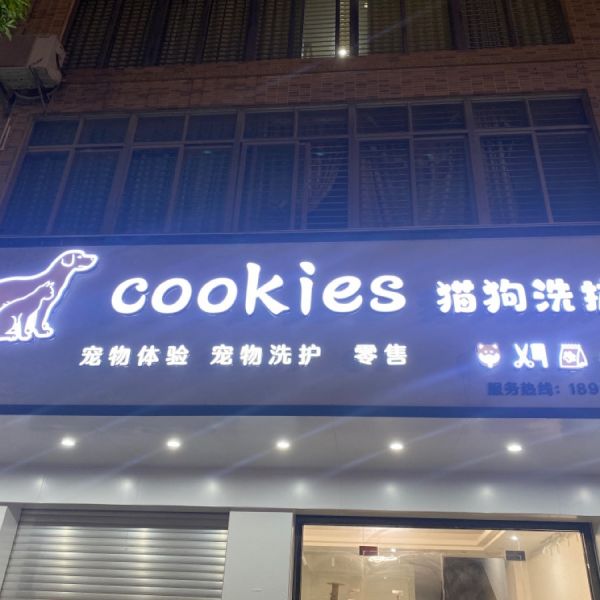 cookies 猫狗洗护
宠物体验 宠物洗护 零售
服务热线：189